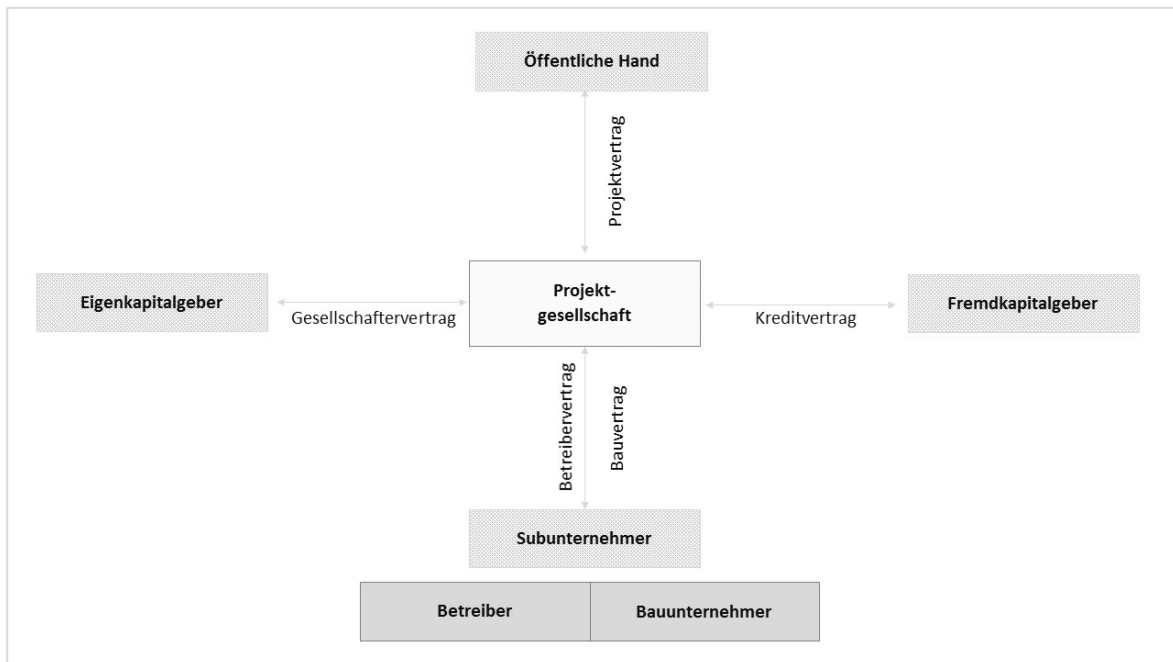 Öffentliche Hand
Projektvertrag
Eigenkapitalgeber
Gesellschaftervertrag
Projekt-
gesellschaft
Kreditvertrag
Fremdkapitalgeber
Betreibervertrag
Bauvertrag
Subunternehmer
Betreiber
Bauunternehmer